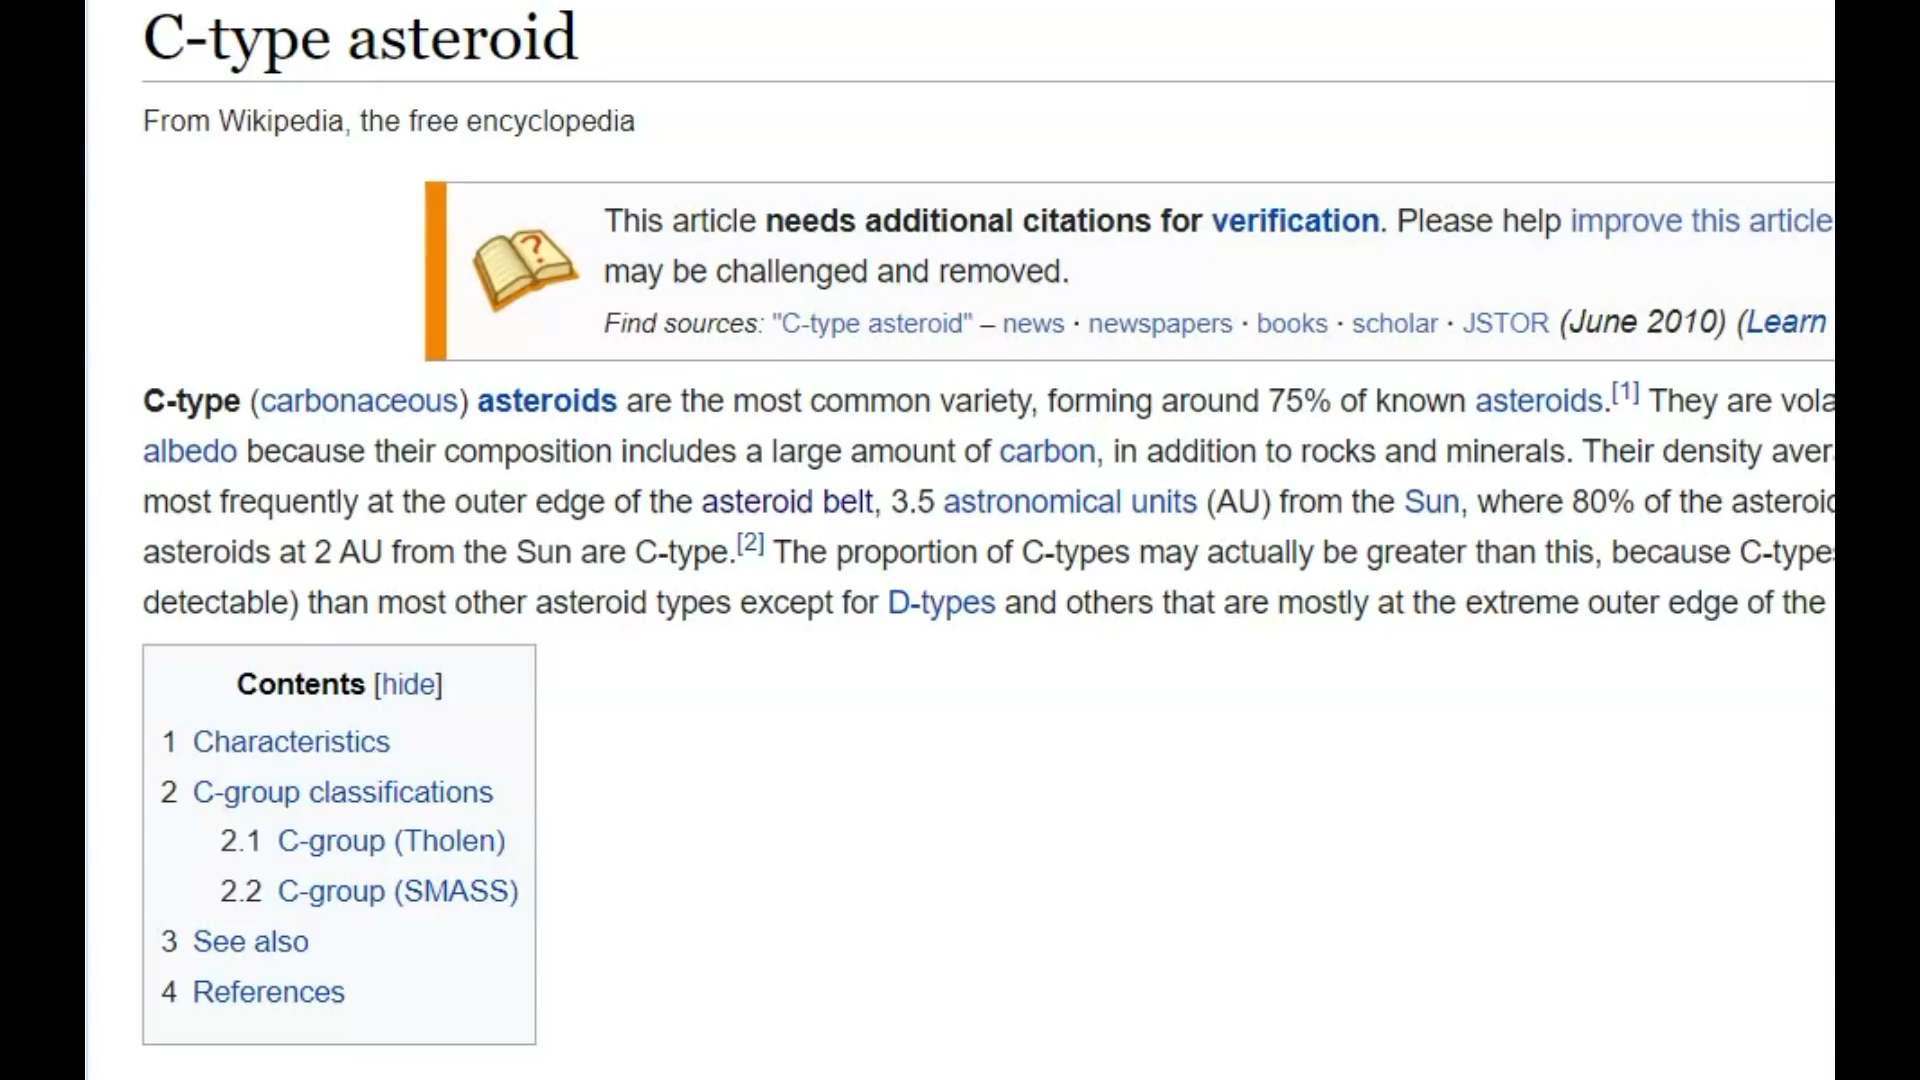 C-type asteroid
From Wikipedia, the free encyclopedia
This article needs additional citations for verification. Please help improve this article
may be challenged and removed.
Find sources: "C-type asteroid" – news · newspapers · books · scholar · JSTOR (June 2010) (Learn
C-type (carbonaceous) asteroids are the most common variety, forming around 75% of known asteroids.[1] They are
albedo because their composition includes a large amount of carbon, in addition to rocks and minerals. Their density
most frequently at the outer edge of the asteroid belt, 3.5 astronomical units (AU) from the Sun, where 80% of the
asteroids at 2 AU from the Sun are C-type.[2] The proportion of C-types may actually be greater than this, because
detectable) than most other asteroid types except for D-types and others that are mostly at the extreme outer edge of the
Contents [hide]
1 Characteristics
2 C-group classifications
2.1 C-group (Tholen)
2.2 C-group (SMASS)
3 See also
4 References